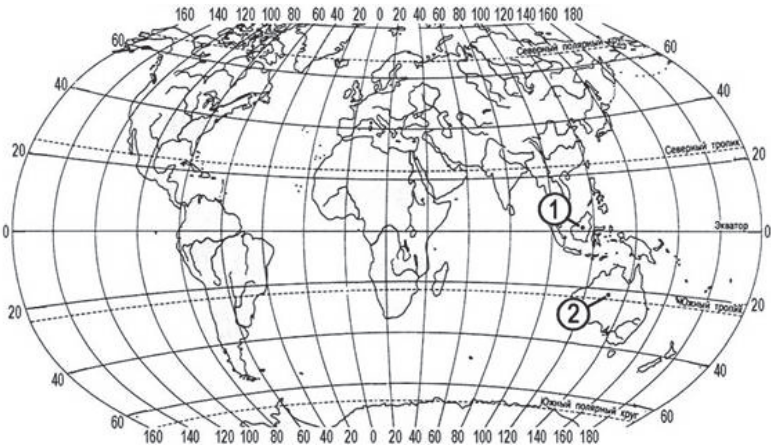 160 140 120 100 80 60 40 20 0 20 40 60 80 100 120 140 160 180
Северный полярный круг
60 60
40 40
Северный тропик
20 20
1
Экватор
0 0
Южный тропик
20 20
2
40 40
Южный полярный круг
60 60
160 140 120 100 80 60 40 20 0 20 40 60 80 100 120 140 160 180